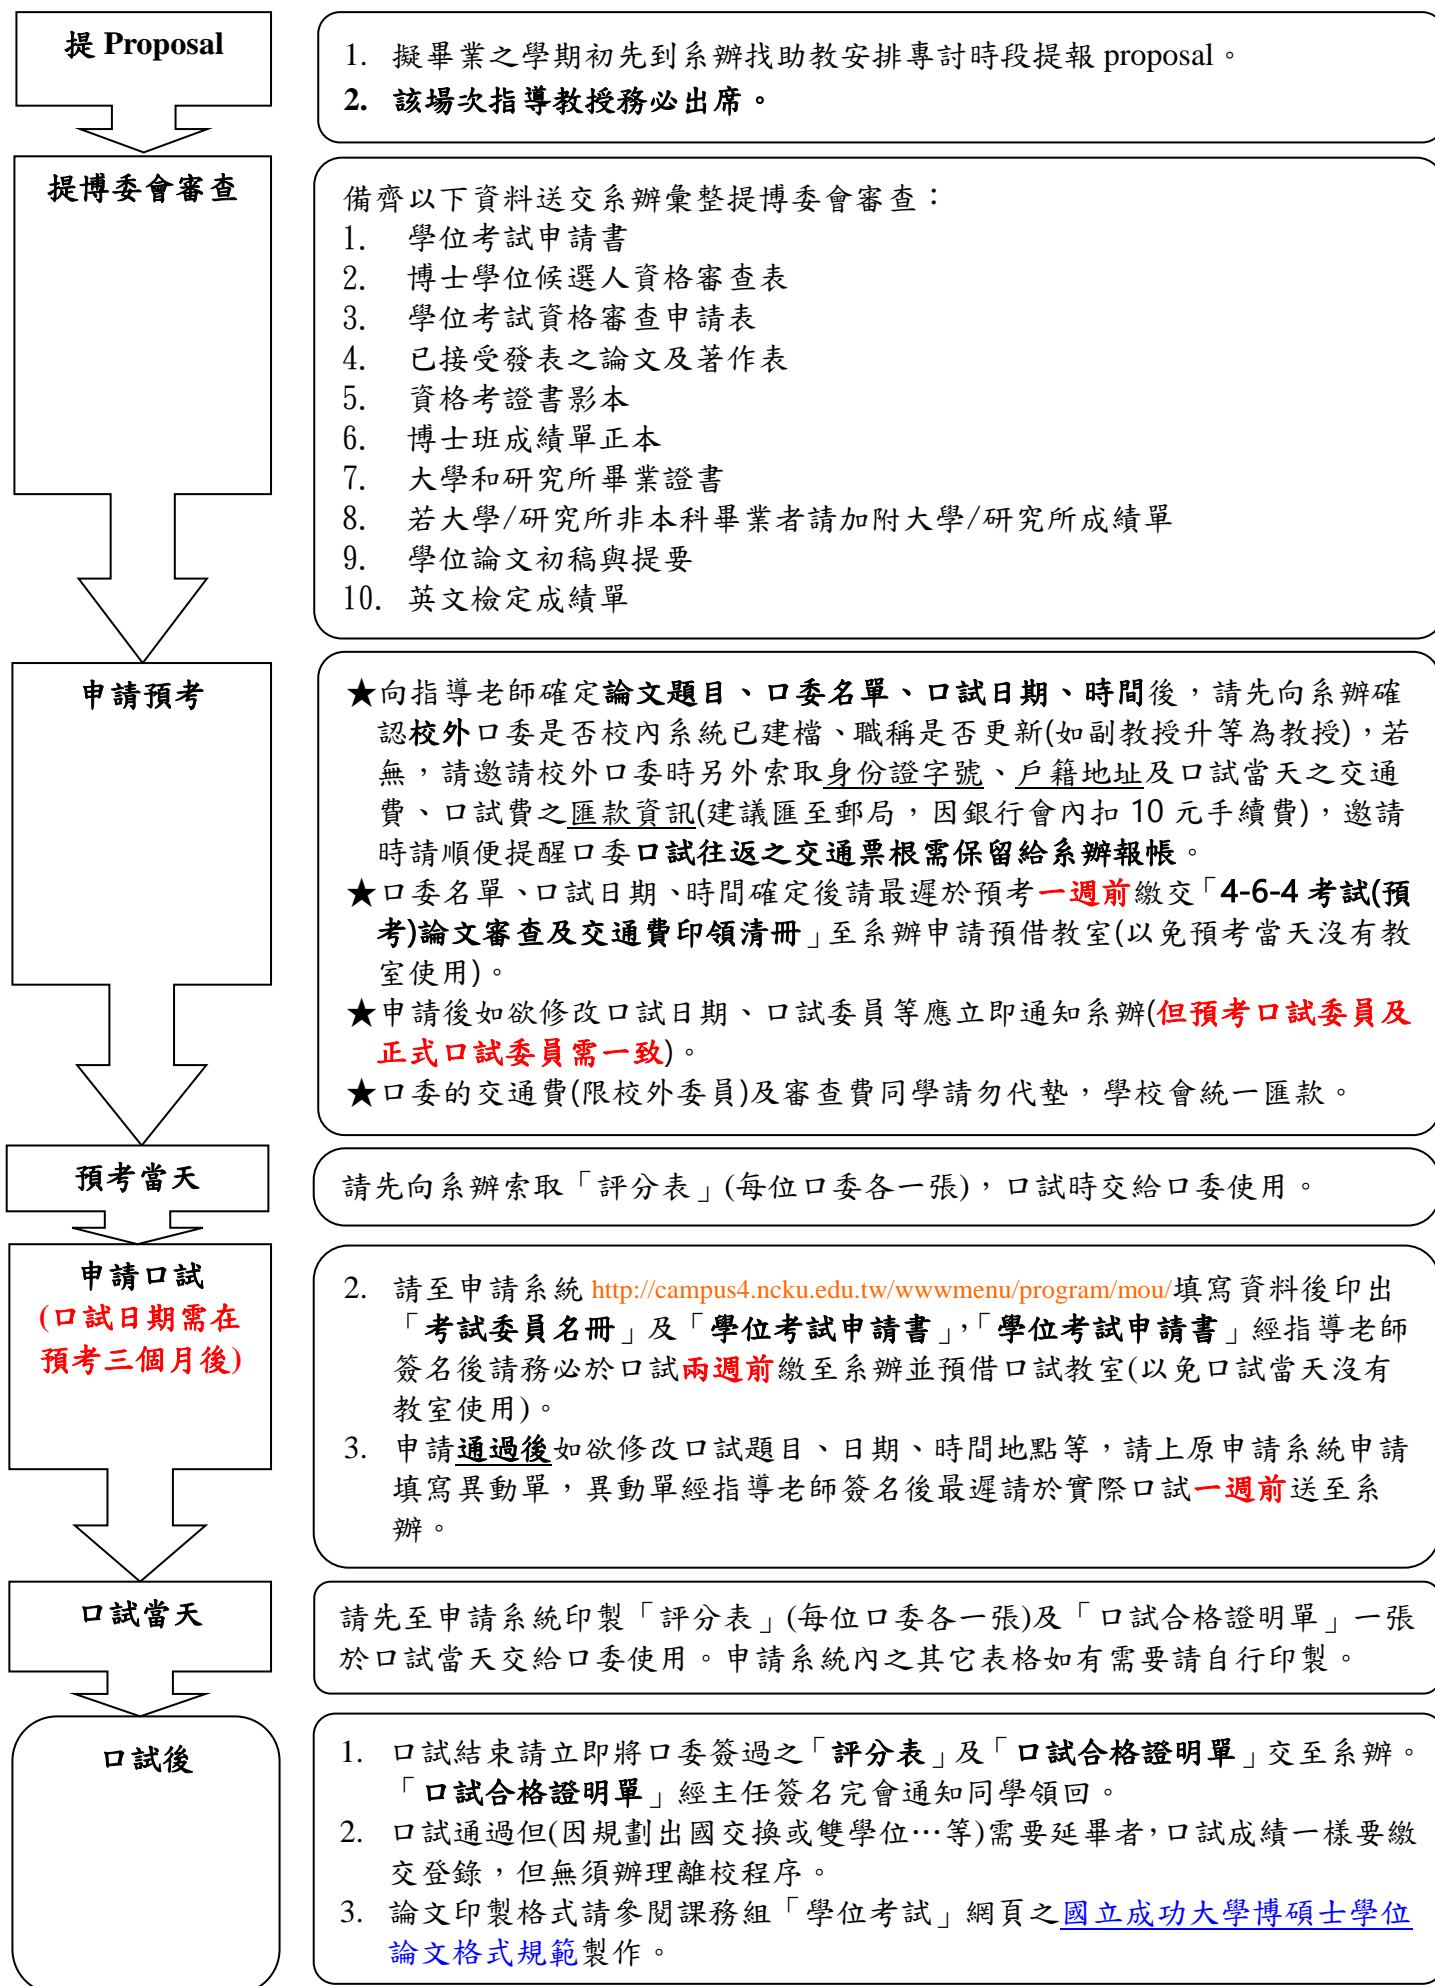 提 Proposal
1. 擬畢業之學期初先到系辦找助教安排專討時段提報 proposal。
2. 該場次指導教授務必出席。
提博委會審查
備齊以下資料送交系辦彙整提博委會審查：
1. 學位考試申請書
2. 博士學位候選人資格審查表
3. 學位考試資格審查申請表
4. 已接受發表之論文及著作表
5. 資格考證書影本
6. 博士班成績單正本
7. 大學和研究所畢業證書
8. 若大學/研究所非本科畢業者請加附大學/研究所成績單
9. 學位論文初稿與提要
10. 英文檢定成績單
申請預考
★向指導老師確定論文題目、口委名單、口試日期、時間後，請先向系辦確
認校外口委是否校內系統已建檔、職稱是否更新(如副教授升等為教授)，若
無，請邀請校外口委時另外索取身份證字號、戶籍地址及口試當天之交通
費、口試費之匯款資訊(建議匯至郵局，因銀行會內扣 10 元手續費)，邀請
時請順便提醒口委口試往返之交通票根需保留給系辦報帳。
★口委名單、口試日期、時間確定後請最遲於預考一週前繳交「4-6-4 考試(預
考)論文審查及交通費印領清冊」至系辦申請預借教室(以免預考當天沒有教
室使用)。
★申請後如欲修改口試日期、口試委員等應立即通知系辦(但預考口試委員及
正式口試委員需一致)。
★口委的交通費(限校外委員)及審查費同學請勿代墊，學校會統一匯款。
預考當天
請先向系辦索取「評分表」(每位口委各一張)，口試時交給口委使用。
申請口試
(口試日期需在
預考三個月後)
2. 請至申請系統 http://campus4.ncku.edu.tw/wwwmenu/program/mou/填寫資料後印出
「考試委員名冊」及「學位考試申請書」，「學位考試申請書」經指導老師
簽名後請務必於口試兩週前繳至系辦並預借口試教室(以免口試當天沒有
教室使用)。
3. 申請通過後如欲修改口試題目、日期、時間地點等，請上原申請系統申請
填寫異動單，異動單經指導老師簽名後最遲請於實際口試一週前送至系
辦。
口試當天
請先至申請系統印製「評分表」(每位口委各一張)及「口試合格證明單」一張
於口試當天交給口委使用。申請系統內之其它表格如有需要請自行印製。
口試後
1. 口試結束請立即將口委簽過之「評分表」及「口試合格證明單」交至系辦。
「口試合格證明單」經主任簽名完會通知同學領回。
2. 口試通過但(因規劃出國交換或雙學位…等)需要延畢者，口試成績一樣要繳
交登錄，但無須辦理離校程序。
3. 論文印製格式請參閱課務組「學位考試」網頁之國立成功大學博碩士學位
論文格式規範製作。